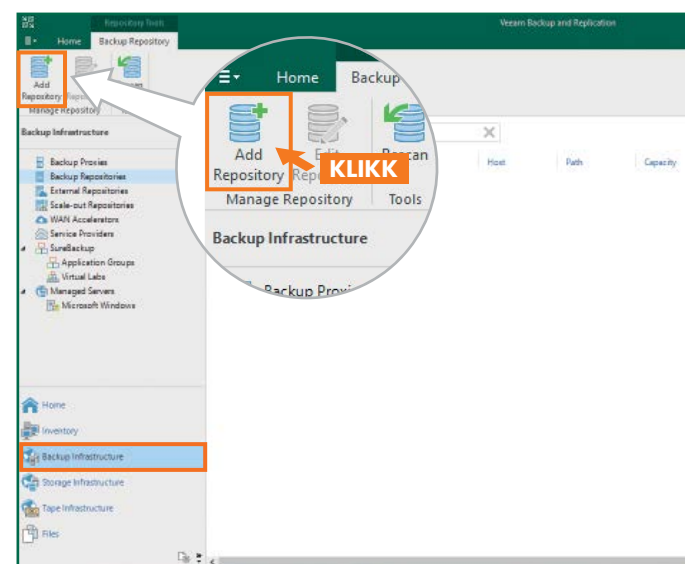 Repository Tools
Veeam Backup and Replication
Home
Backup Repository
Add
Repository
Manage Repository
Backup Infrastructure
Backup Proxies
Backup Repositories
External Repositories
Scale-out Repositories
WAN Accelerators
Service Providers
SureBackup
Application Groups
Virtual Labs
Managed Servers
Microsoft Windows
Home
Inventory
Backup Infrastructure
Storage Infrastructure
Tape Infrastructure
Files
Home Backup
Add Edit Rescan
Repository
KLIKK
Manage Repository Tools
Backup Infrastructure
Backup
Host Path Capacity